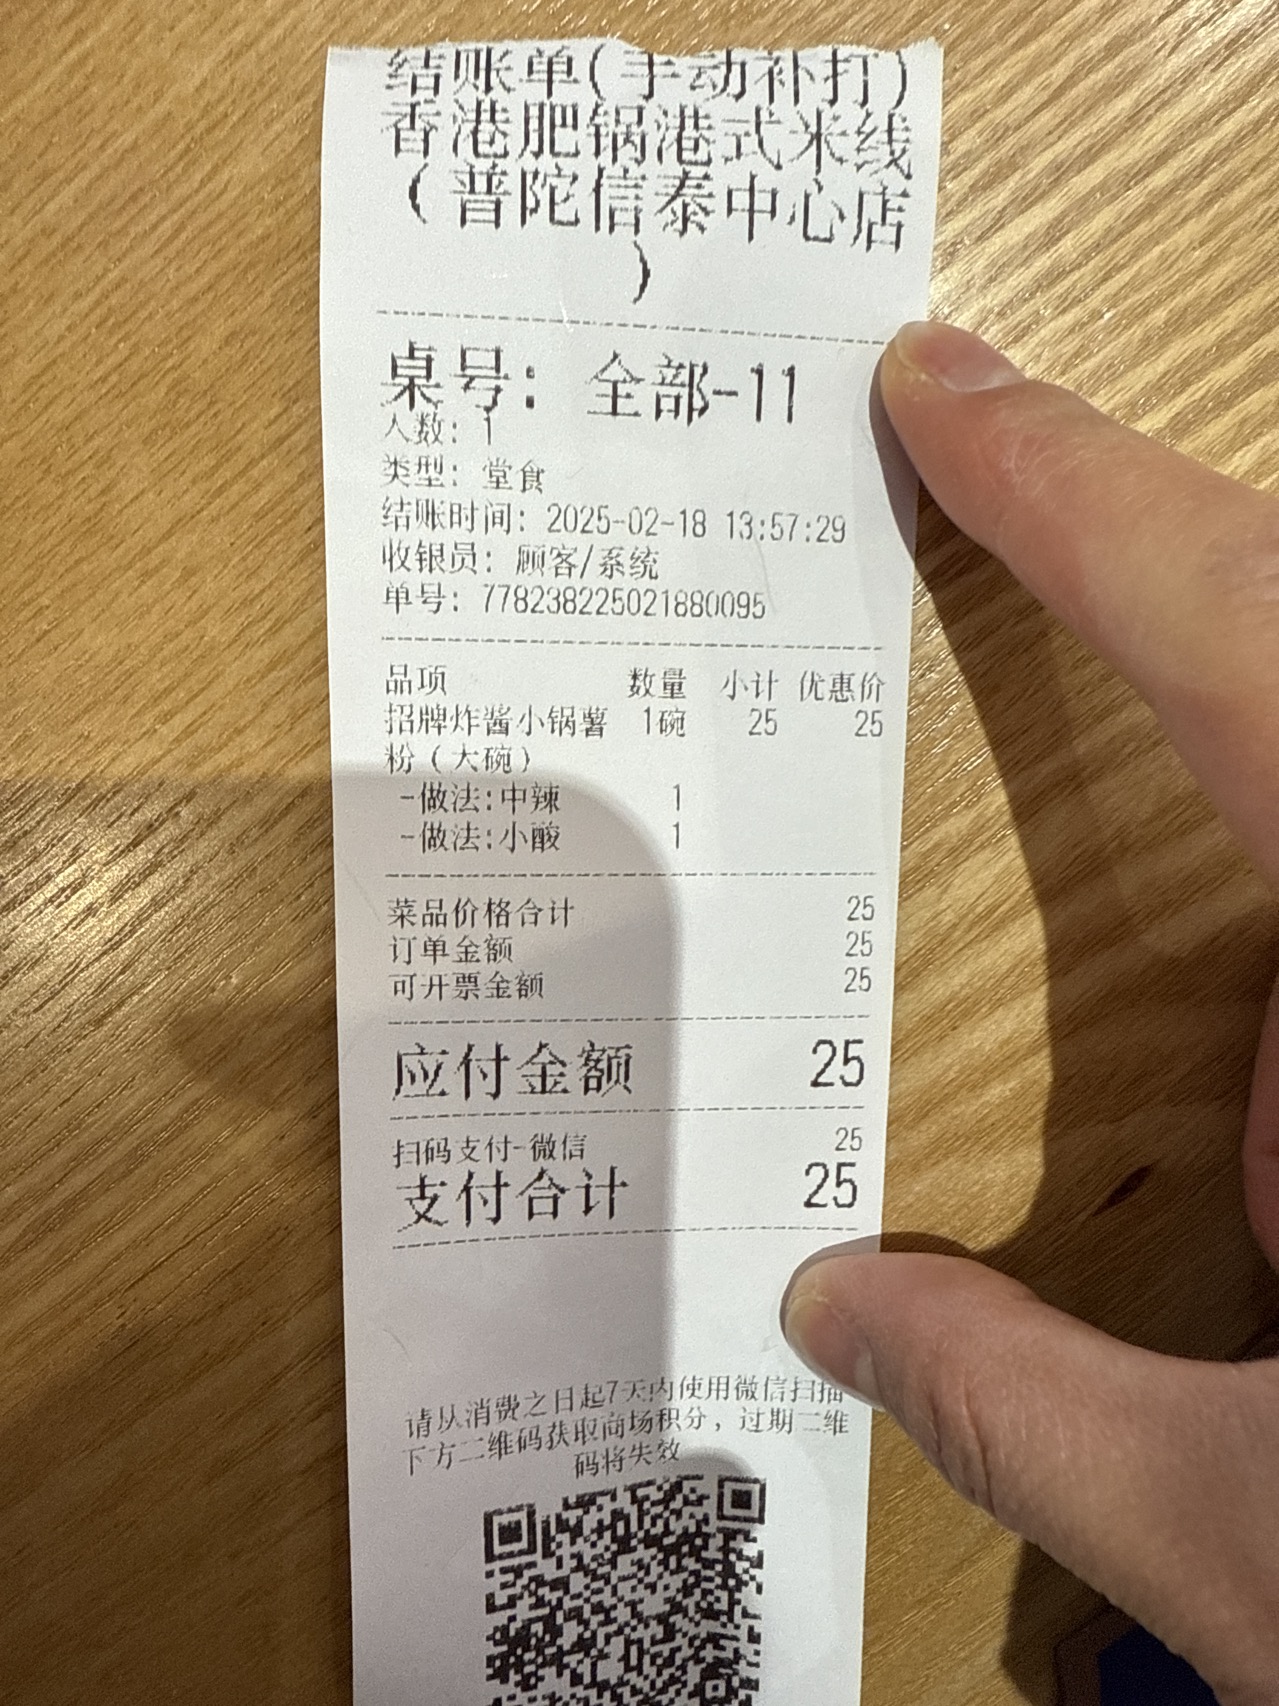 结账单(手动补打)
香港肥锅港式米线
(普陀信泰中心店
)
桌号: 全部-11
人数: 1
类型: 堂食
结账时间: 2025-02-18 13:57:29
收银员: 顾客/系统
单号: 778238225021880095
品项 数量 小计 优惠价
招牌炸酱小锅薯 1碗 25 25
粉(大碗)
-做法:中辣 1
-做法:小酸 1
菜品价格合计 25
订单金额 25
可开票金额 25
应付金额 25
扫码支付-微信 25
支付合计 25
请从消费之日起7天内使用微信扫描
下方二维码获取商场积分,过期二维
码将失效